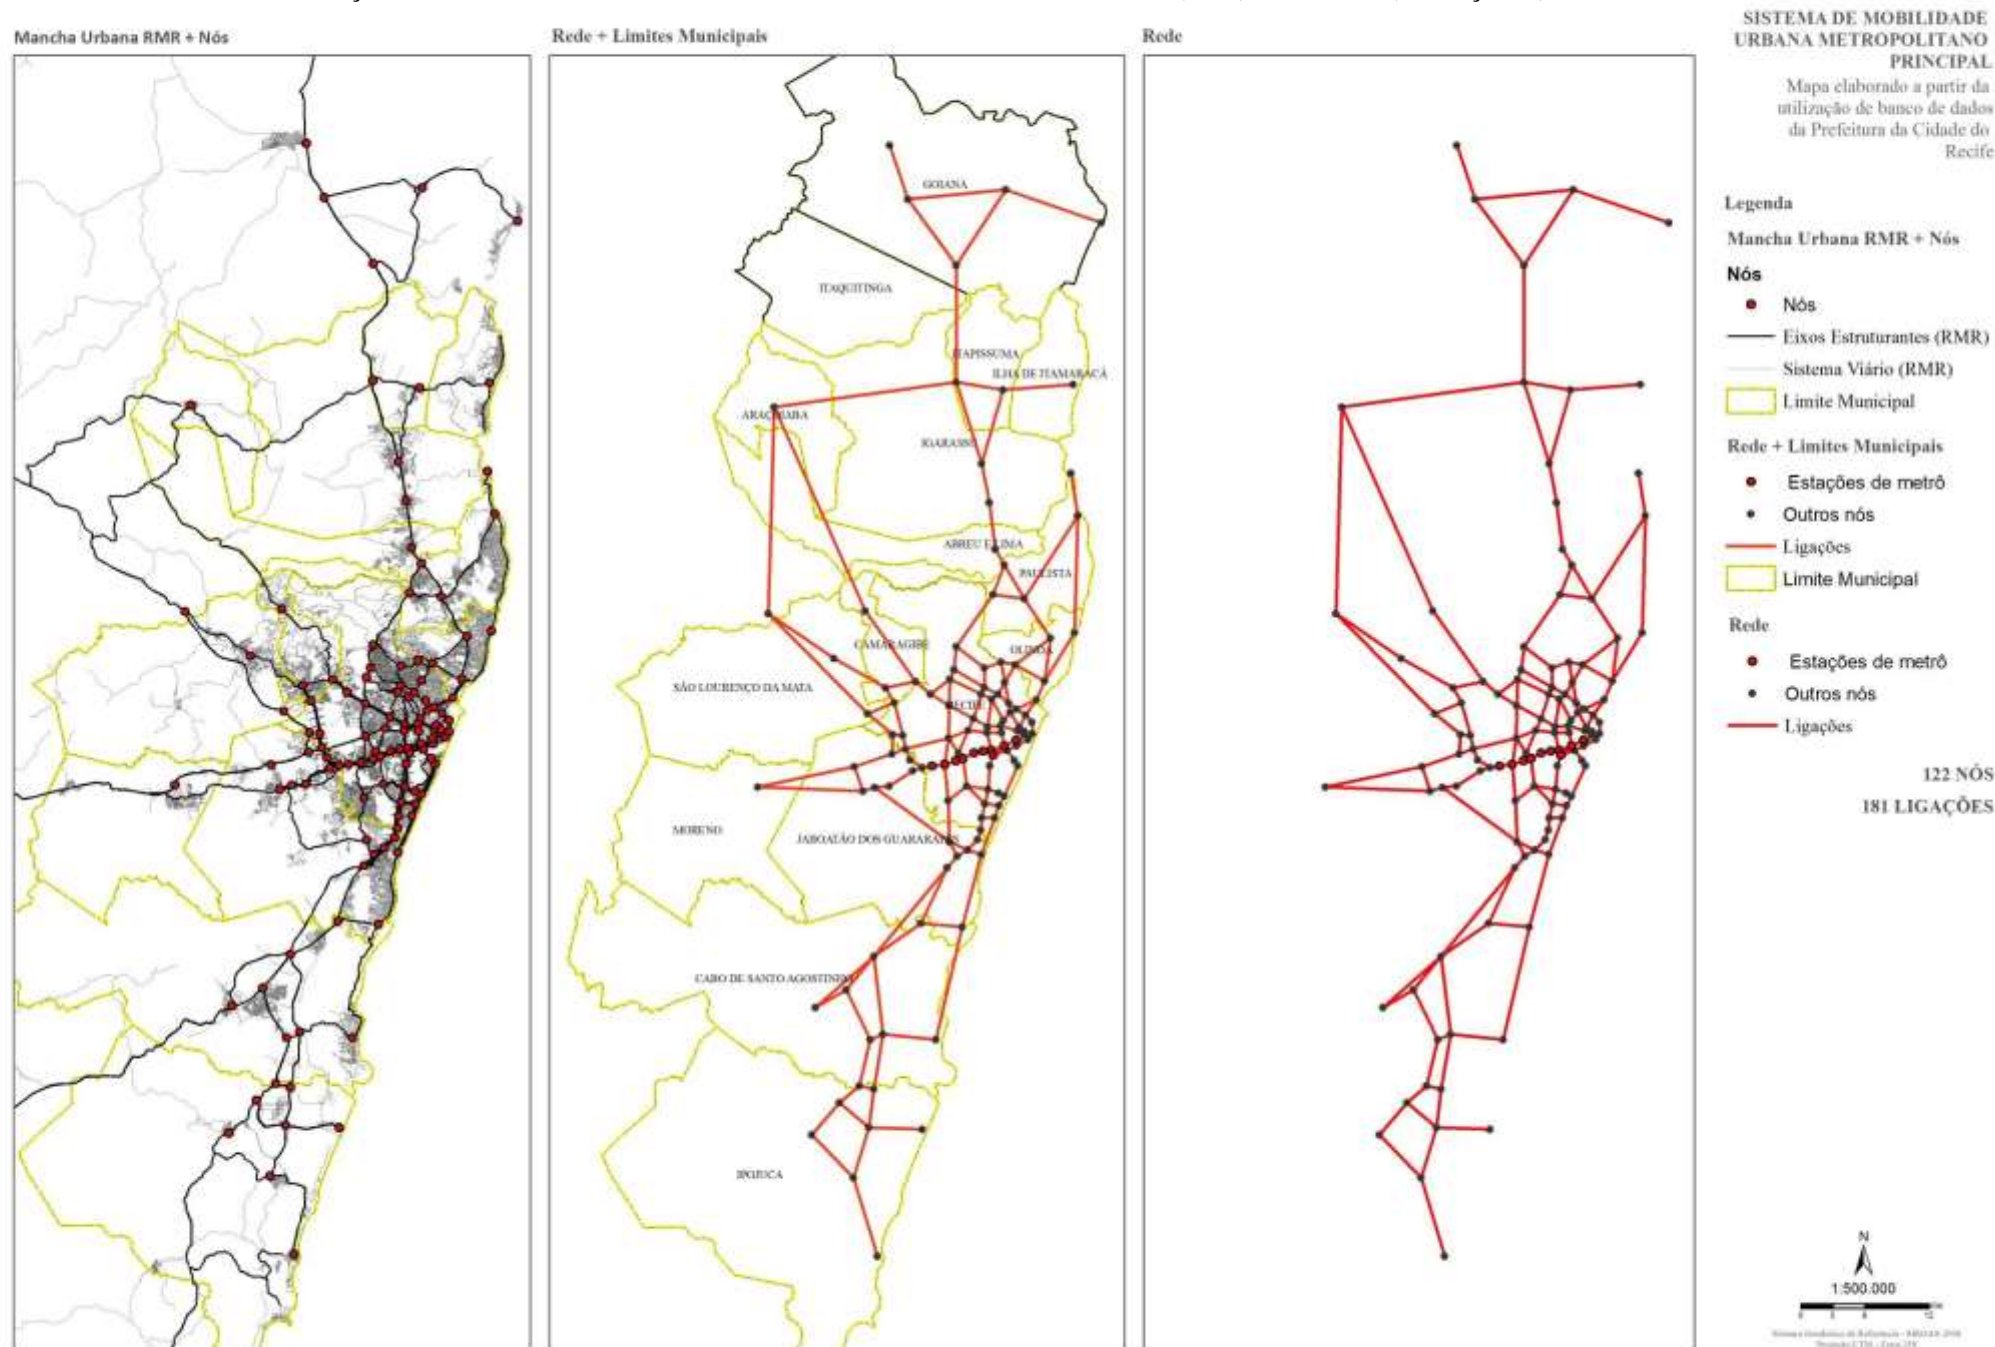 Mancha Urbana RMR + Nós
Rede + Limites Municipais
Rede
GOIANA
ITAQUITINGA
ITAPISSUMA
ILHA DE ITAMARACÁ
ARAÇOIABA
IGARASSU
ABREU E LIMA
PAULISTA
CAMARAGIBE
OLINDA
SÃO LOURENÇO DA MATA
RECIFE
MORENO
JABOATÃO DOS GUARARAPES
CABO DE SANTO AGOSTINHO
IPOJUCA
SISTEMA DE MOBILIDADE
URBANA METROPOLITANO
PRINCIPAL
Mapa elaborado a partir da
utilização de banco de dados
da Prefeitura da Cidade do
Recife
Legenda
Mancha Urbana RMR + Nós
Nós
Nós
Eixos Estruturantes (RMR)
Sistema Viário (RMR)
Limite Municipal
Rede + Limites Municipais
Estações de metrô
Outros nós
Ligações
Limite Municipal
Rede
Estações de metrô
Outros nós
Ligações
122 NÓS
181 LIGAÇÕES
N
1:500.000